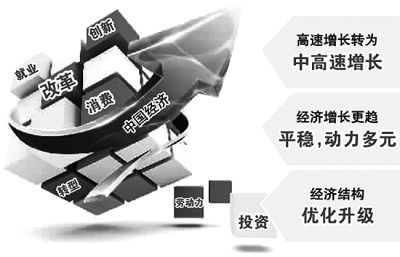 创新
就业
改革
消费
中国经济
转型
劳动力
投资
高速增长转为
中高速增长
经济增长更趋
平稳，动力多元
经济结构
优化升级